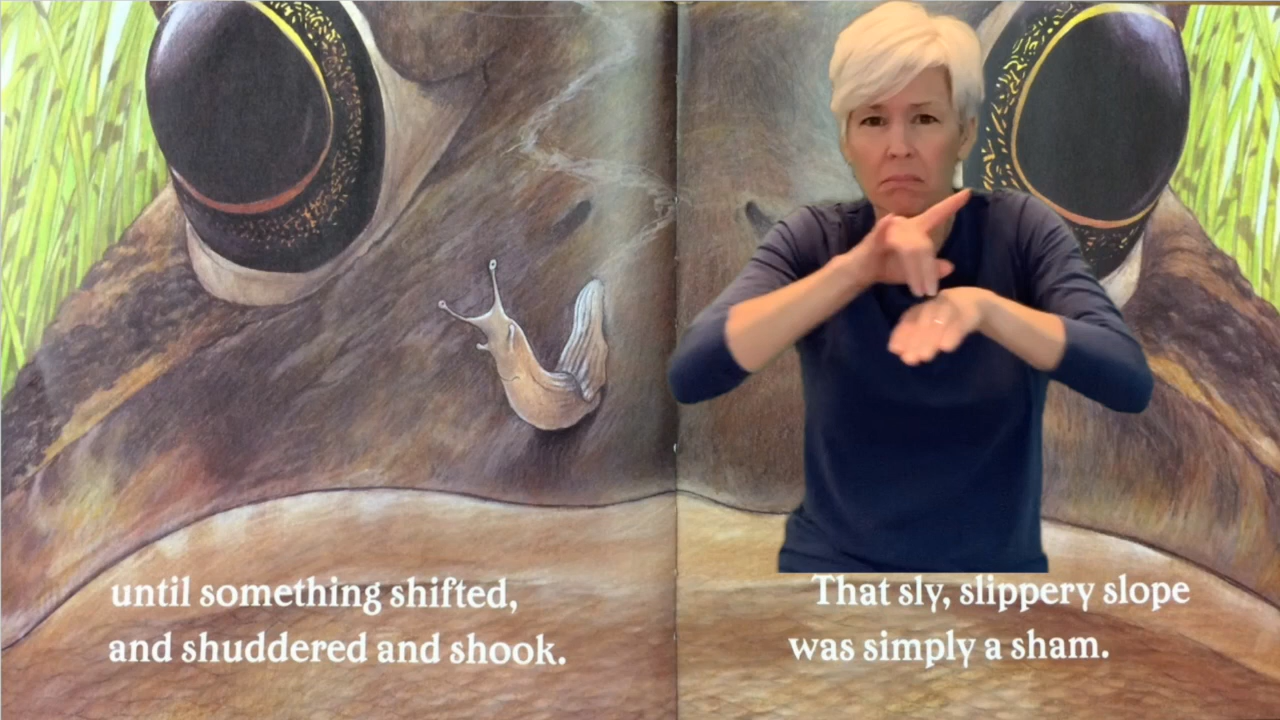 until something shifted,
and shuddered and shook.
That sly, slippery slope
was simply a sham.